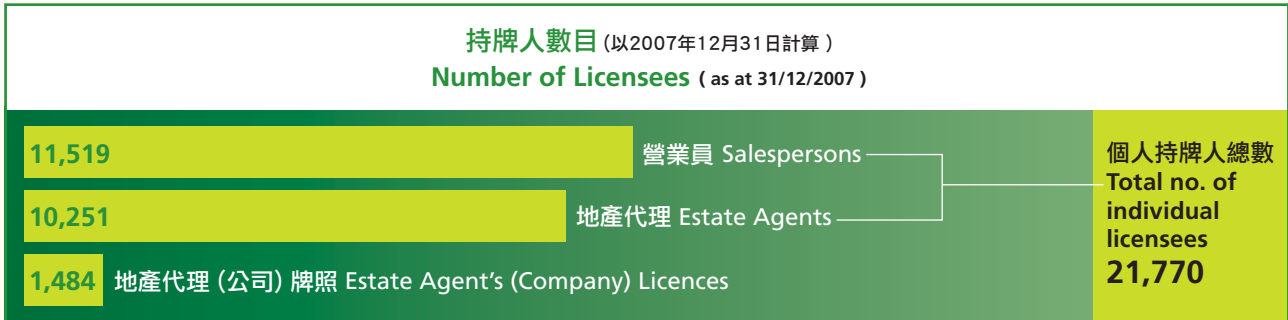 持牌人數目 (以2007年12月31日計算 )
Number of Licensees ( as at 31/12/2007 )
11,519 營業員 Salespersons
10,251 地產代理 Estate Agents
1,484 地產代理 (公司) 牌照 Estate Agent's (Company) Licences
個人持牌人總數
Total no. of
individual
licensees
21,770